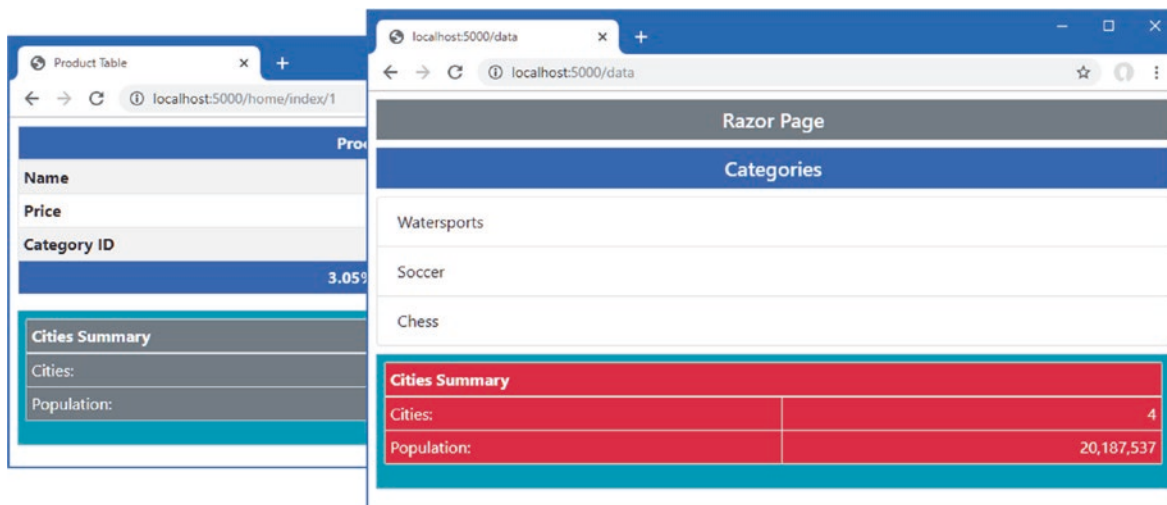 Product Table
localhost:5000/home/index/1
Name
Price
Category ID
3.05%
Cities Summary
Cities:
Population:
localhost:5000/data
localhost:5000/data
Razor Page
Categories
Watersports
Soccer
Chess
Cities Summary
Cities: 4
Population: 20,187,537